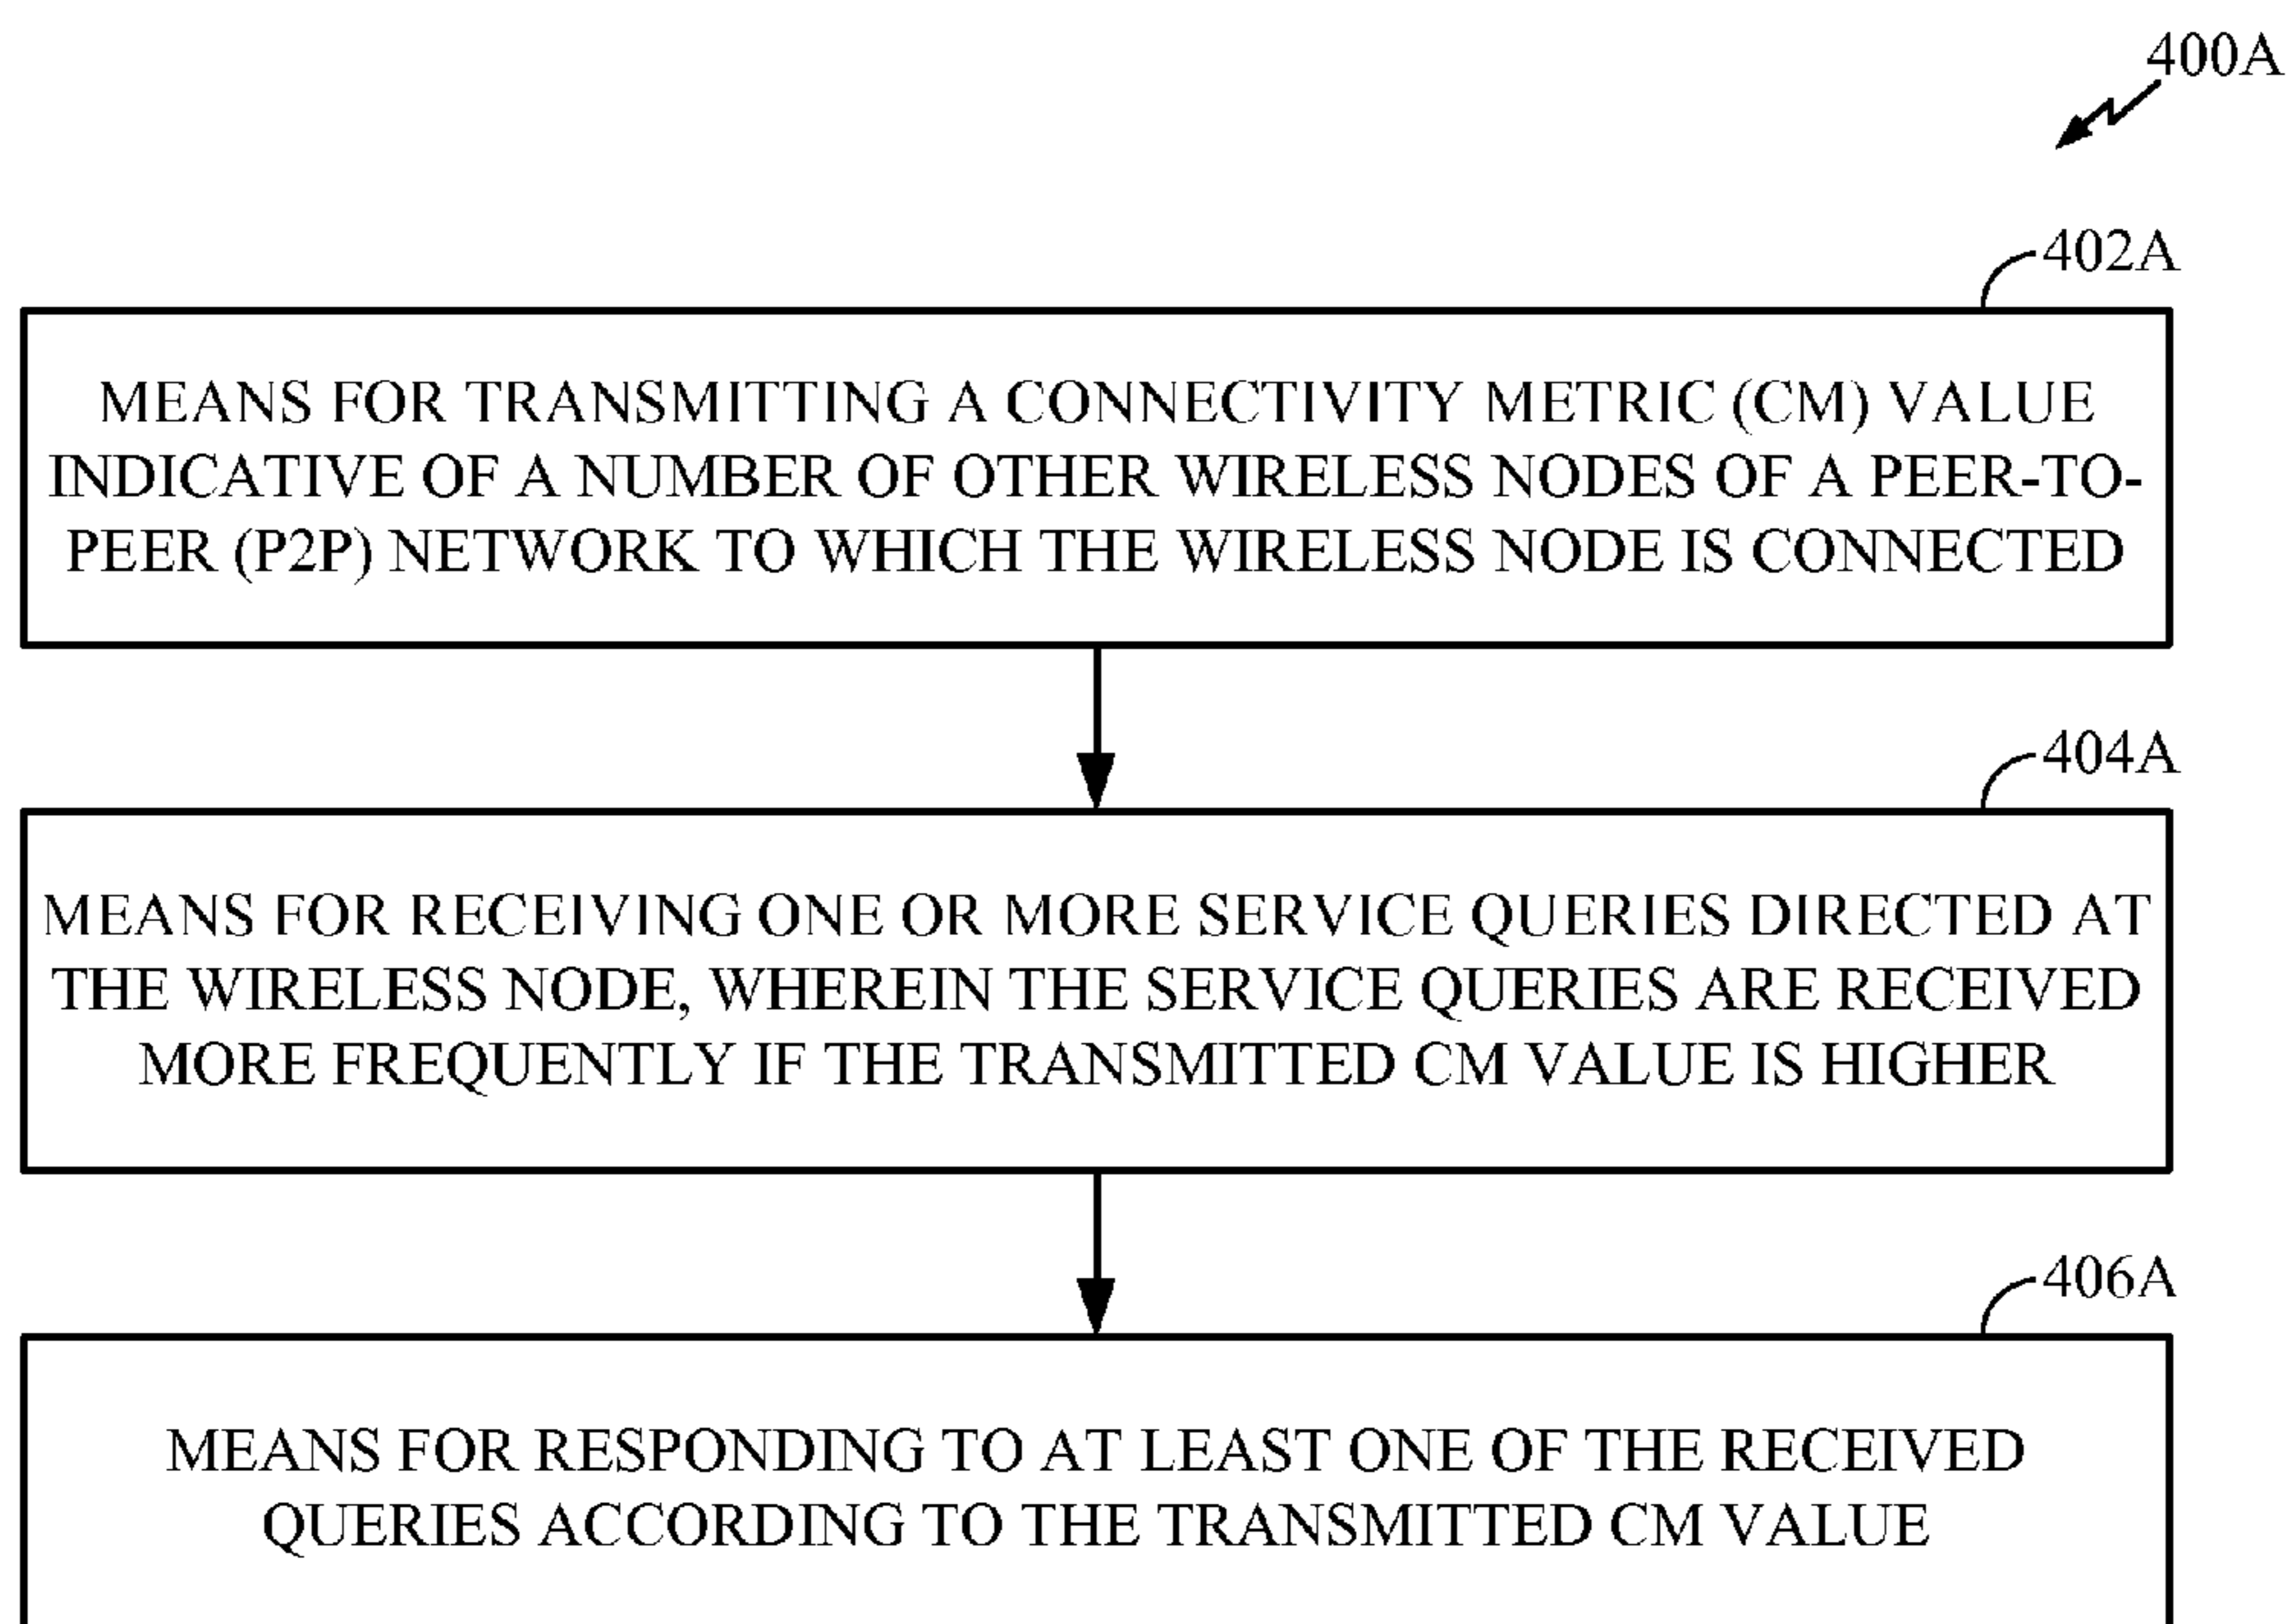 400A
402A
MEANS FOR TRANSMITTING A CONNECTIVITY METRIC (CM) VALUE
INDICATIVE OF A NUMBER OF OTHER WIRELESS NODES OF A PEER-TO-
PEER (P2P) NETWORK TO WHICH THE WIRELESS NODE IS CONNECTED
404A
MEANS FOR RECEIVING ONE OR MORE SERVICE QUERIES DIRECTED AT
THE WIRELESS NODE, WHEREIN THE SERVICE QUERIES ARE RECEIVED
MORE FREQUENTLY IF THE TRANSMITTED CM VALUE IS HIGHER
406A
MEANS FOR RESPONDING TO AT LEAST ONE OF THE RECEIVED
QUERIES ACCORDING TO THE TRANSMITTED CM VALUE